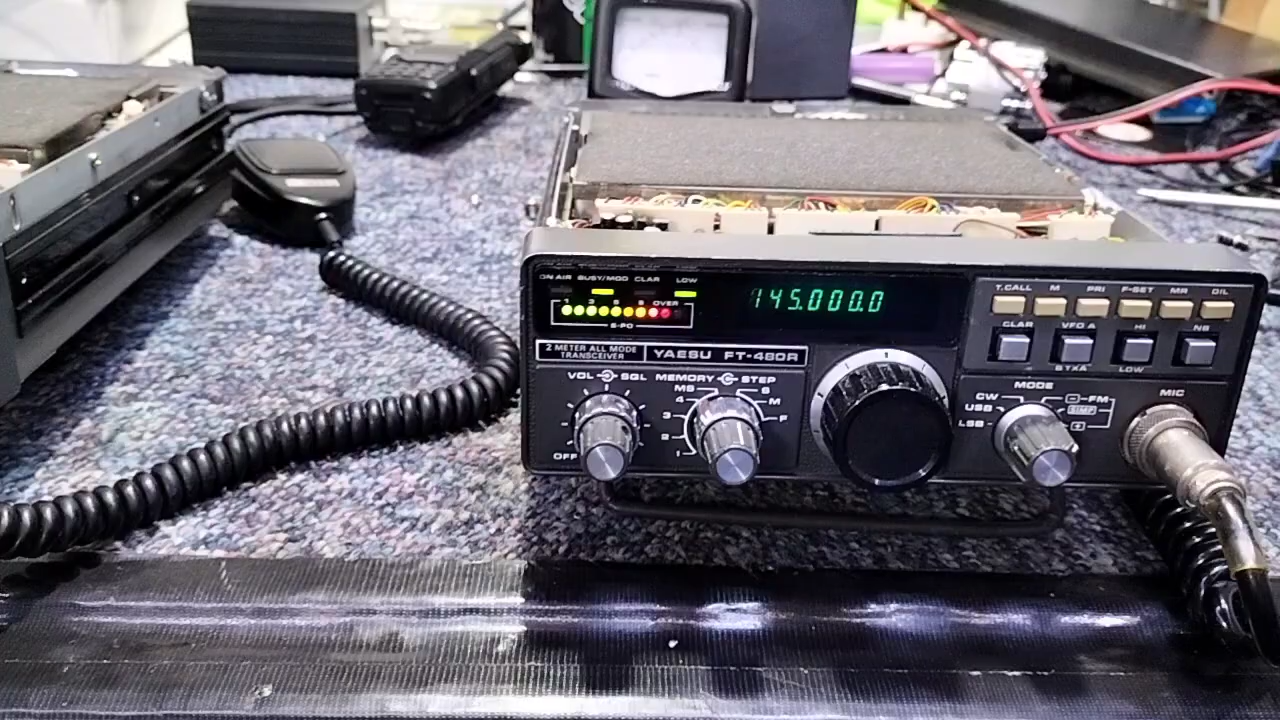 ON AIR BUSY/MOD CLAR LOW
1 3 5 9 OVER
S-PO
145.000.0
2 METER ALL MODE
TRANSCEIVER
YAESU FT-480R
T.CALL M PRI F-SET MR DIL
CLAR VFO A HI NB
BTXA LOW
VOL SQL MEMORY STEP
MS S
4 M
3 F
2
1
OFF
MODE
CW − FM
USB SIMP
LSB +
MIC